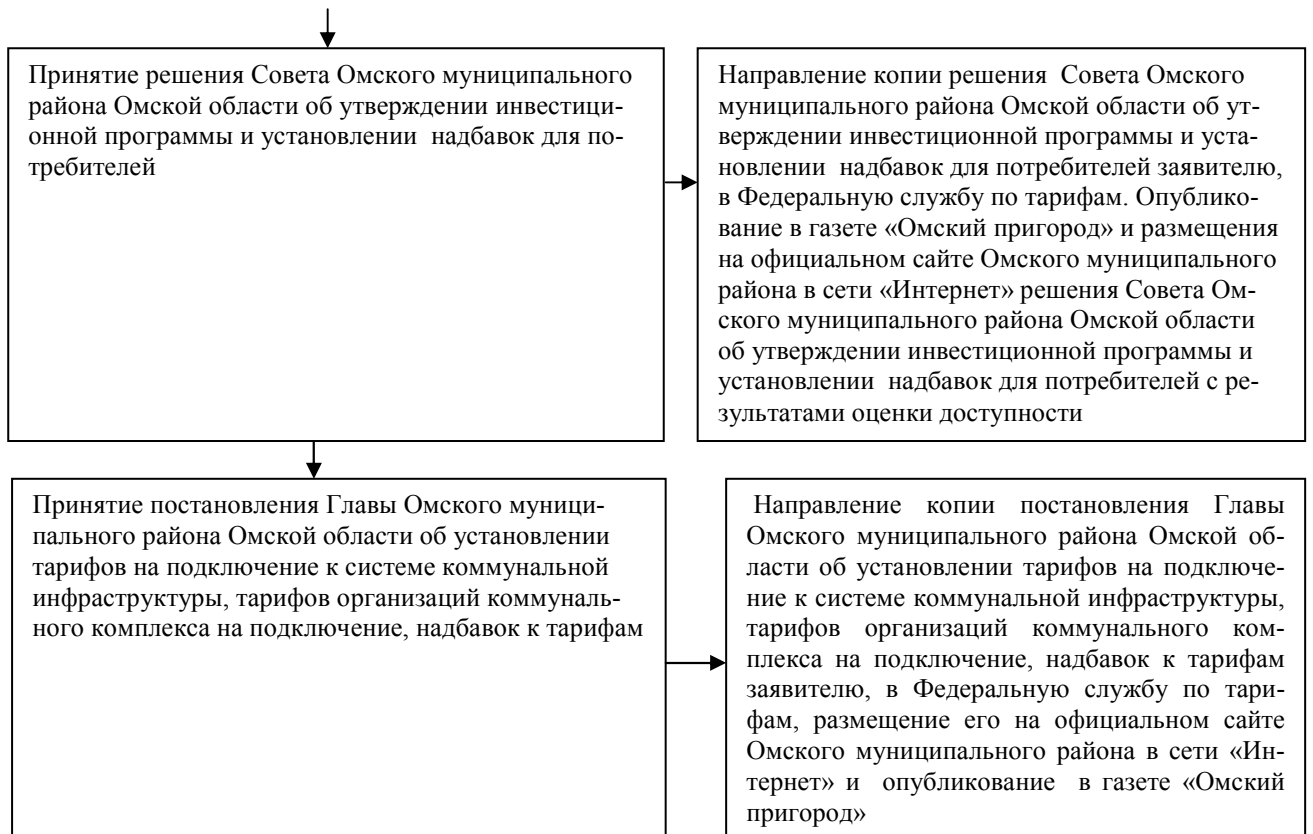 Принятие решения Совета Омского муниципального
района Омской области об утверждении инвестици-
онной программы и установлении надбавок для по-
требителей
Направление копии решения Совета Омского
муниципального района Омской области об ут-
верждении инвестиционной программы и уста-
новлении надбавок для потребителей заявителю,
в Федеральную службу по тарифам. Опублико-
вание в газете «Омский пригород» и размещения
на официальном сайте Омского муниципального
района в сети «Интернет» решения Совета Ом-
ского муниципального района Омской области
об утверждении инвестиционной программы и
установлении надбавок для потребителей с ре-
зультатами оценки доступности
Принятие постановления Главы Омского муници-
пального района Омской области об установлении
тарифов на подключение к системе коммунальной
инфраструктуры, тарифов организаций коммуналь-
ного комплекса на подключение, надбавок к тарифам
Направление копии постановления Главы
Омского муниципального района Омской об-
ласти об установлении тарифов на подключе-
ние к системе коммунальной инфраструктуры,
тарифов организаций коммунального ком-
плекса на подключение, надбавок к тарифам
заявителю, в Федеральную службу по тари-
фам, размещение его на официальном сайте
Омского муниципального района в сети «Ин-
тернет» и опубликование в газете «Омский
пригород»